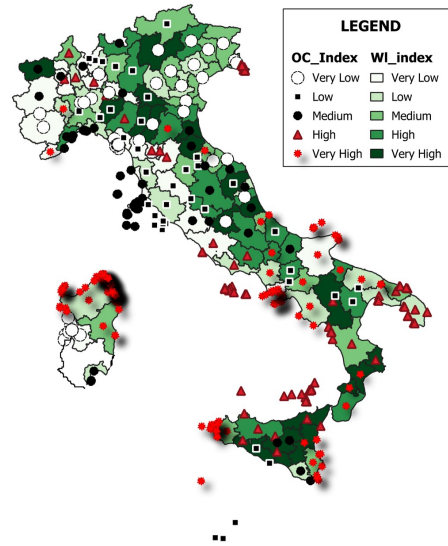 LEGEND
OC_Index WI_index
Very Low Very Low
Low Low
Medium Medium
High High
Very High Very High